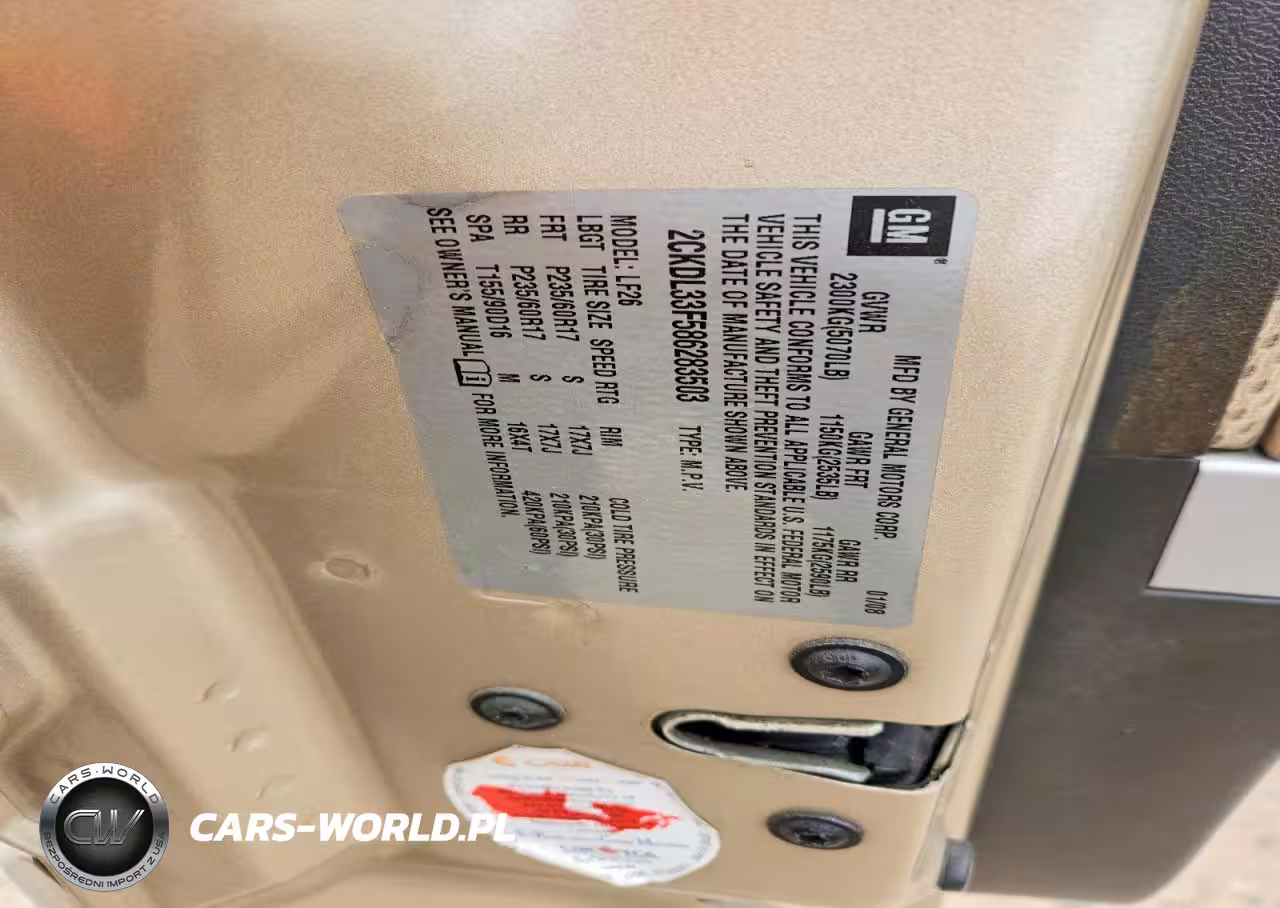 GM
MFD BY GENERAL MOTORS CORP. 01/08
GVWR GAWR FRT GAWR RR
2300KG(5070LB) 1150KG(2535LB) 1175KG(2590LB)
THIS VEHICLE CONFORMS TO ALL APPLICABLE U.S. FEDERAL MOTOR
VEHICLE SAFETY AND THEFT PREVENTION STANDARDS IN EFFECT ON
THE DATE OF MANUFACTURE SHOWN ABOVE.
2CKDL33F586283503 TYPE: M.P.V.
MODEL: LF26
LBGT TIRE SIZE SPEED RTG RIM COLD TIRE PRESSURE
FRT P235/60R17 S 17X7J 210KPA(30PSI)
RR P235/60R17 S 17X7J 210KPA(30PSI)
SPA T155/90D16 M 16X4T 420KPA(60PSI)
SEE OWNER'S MANUAL FOR MORE INFORMATION.
CARS-WORLD
CW
BEZPOŚREDNI IMPORT Z USA
CARS-WORLD.PL